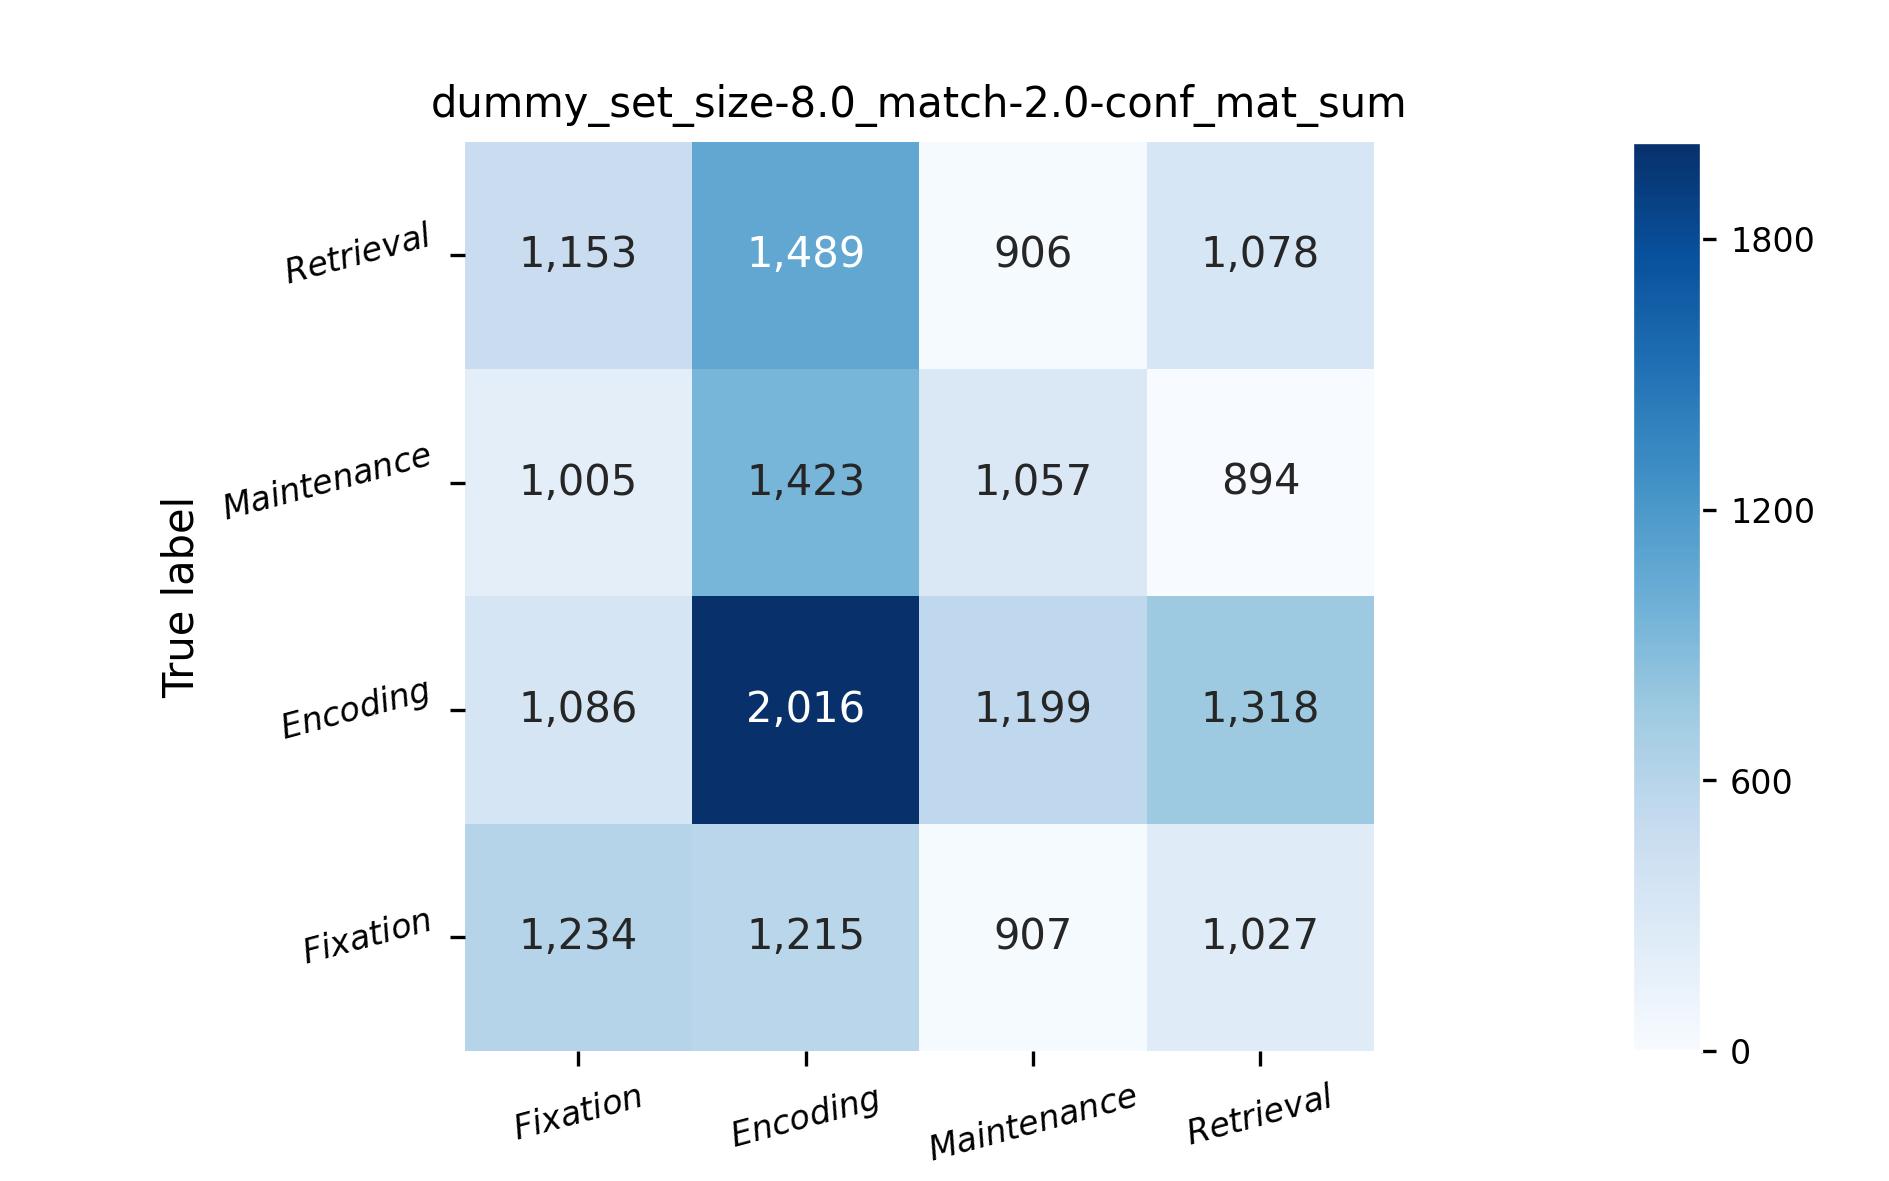 dummy_set_size-8.0_match-2.0-conf_mat_sum
True label
Retrieval 1,153 1,489 906 1,078
Maintenance 1,005 1,423 1,057 894
Encoding 1,086 2,016 1,199 1,318
Fixation 1,234 1,215 907 1,027
Fixation Encoding Maintenance Retrieval
1800
1200
600
0